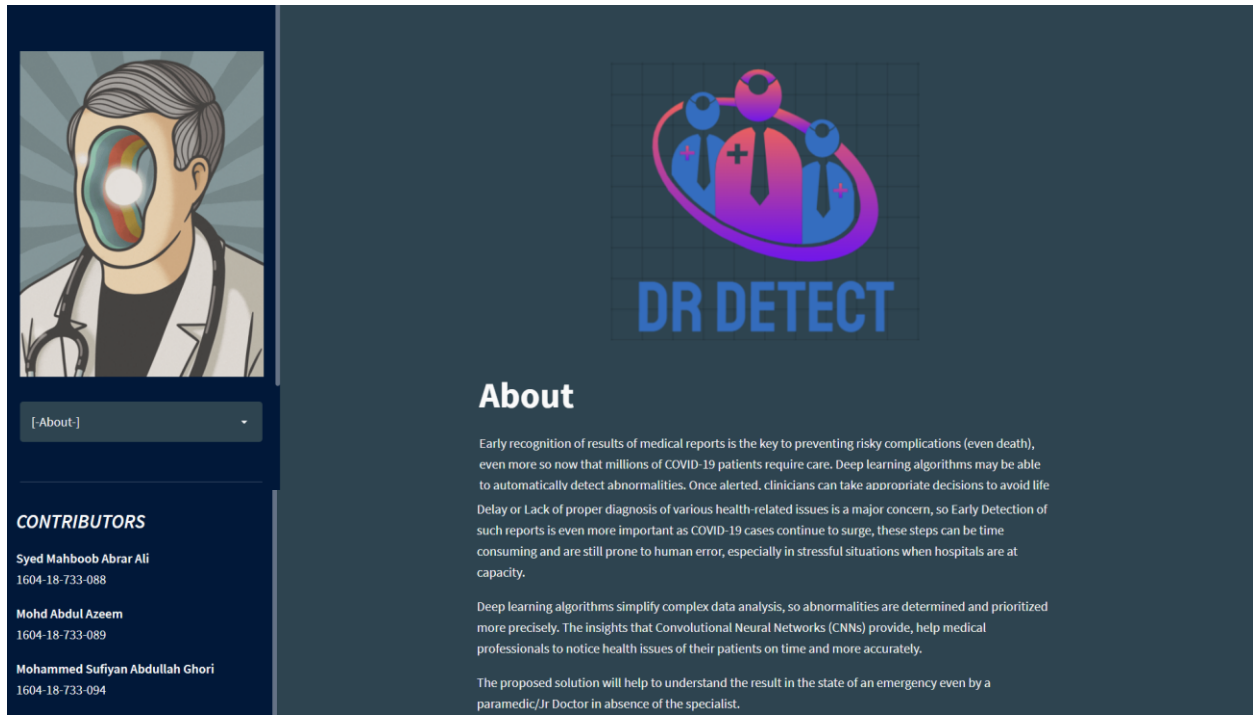 [-About-]
CONTRIBUTORS
Syed Mahboob Abrar Ali
1604-18-733-088
Mohd Abdul Azeem
1604-18-733-089
Mohammed Sufiyan Abdullah Ghori
1604-18-733-094
DR DETECT
About
Early recognition of results of medical reports is the key to preventing risky complications (even death),
even more so now that millions of COVID-19 patients require care. Deep learning algorithms may be able
to automatically detect abnormalities. Once alerted, clinicians can take appropriate decisions to avoid life
Delay or Lack of proper diagnosis of various health-related issues is a major concern, so Early Detection of
such reports is even more important as COVID-19 cases continue to surge, these steps can be time
consuming and are still prone to human error, especially in stressful situations when hospitals are at
capacity.
Deep learning algorithms simplify complex data analysis, so abnormalities are determined and prioritized
more precisely. The insights that Convolutional Neural Networks (CNNs) provide, help medical
professionals to notice health issues of their patients on time and more accurately.
The proposed solution will help to understand the result in the state of an emergency even by a
paramedic/Jr Doctor in absence of the specialist.